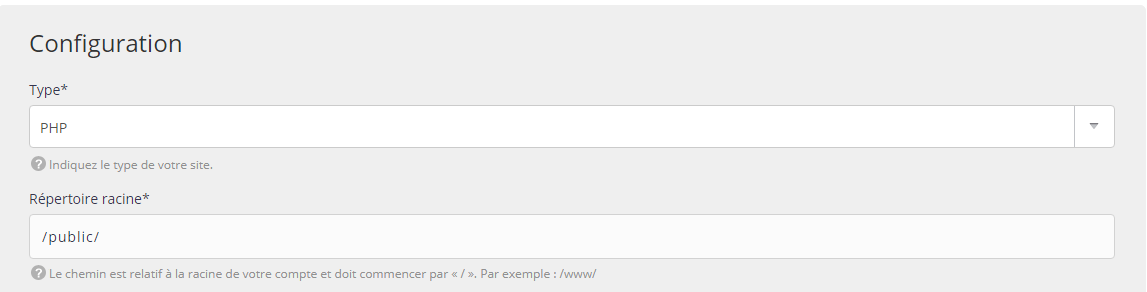 Configuration
Type*
PHP
? Indiquez le type de votre site.
Répertoire racine*
/public/
? Le chemin est relatif à la racine de votre compte et doit commencer par « / ». Par exemple : /www/